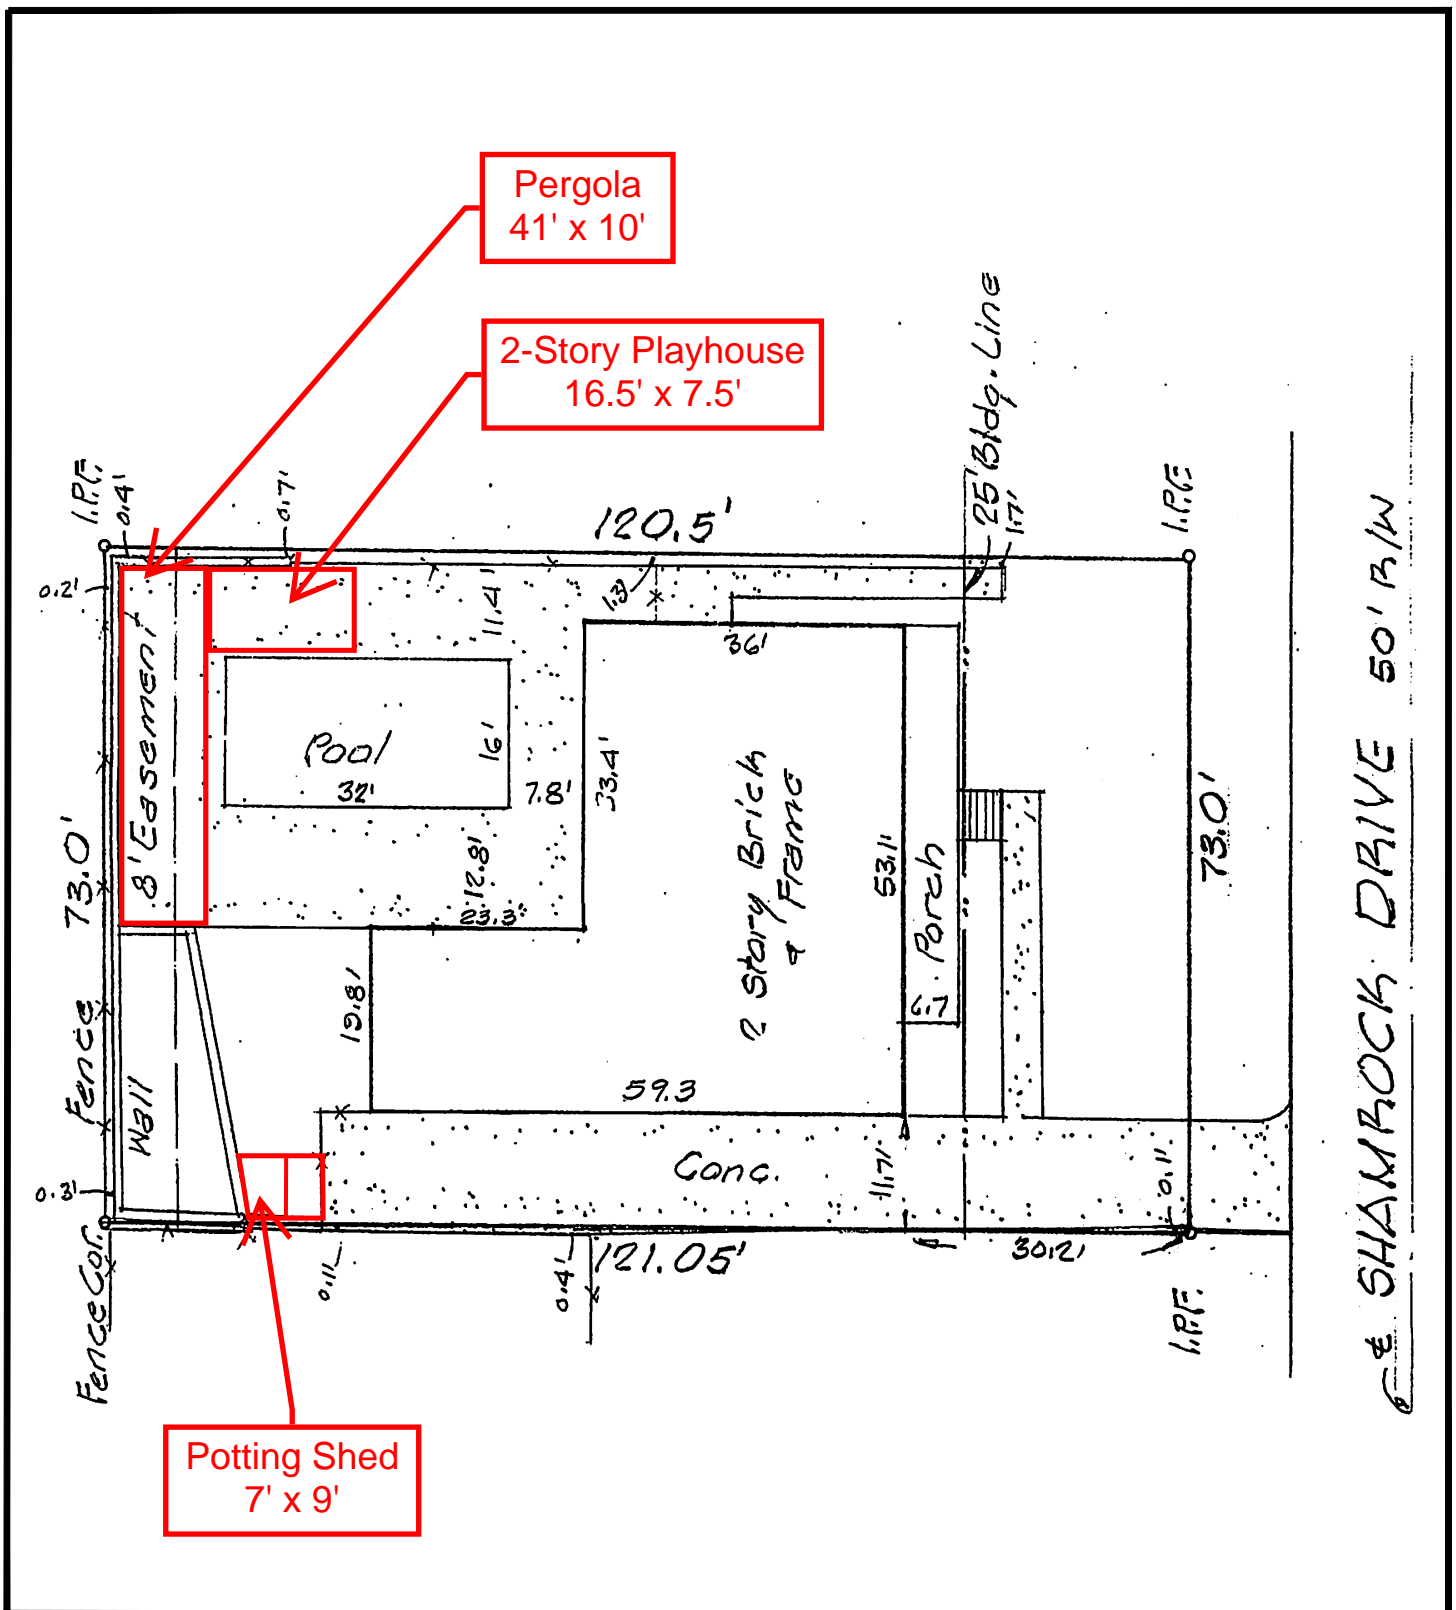 Pergola
41' x 10'
2-Story Playhouse
16.5' x 7.5'
25' Bldg. Line
1.7'
I.P.F.
0.4'
0.7'
120.5'
I.P.F.
0.2'
11.4'
1.3'
36'
50' R/W
8' Easement
Pool
32'
16'
7.8'
33.4'
2 Story Brick
& Frame
53.11
Porch
6.7
73.0'
SHAMROCK DRIVE
73.0'
12.8'
23.3'
19.8'
Fence
Wall
59.3
Conc.
11.71
0.1'
0.3'
Fence Cor.
0.11
0.4'
121.05'
30.21
I.P.F.
Potting Shed
7' x 9'